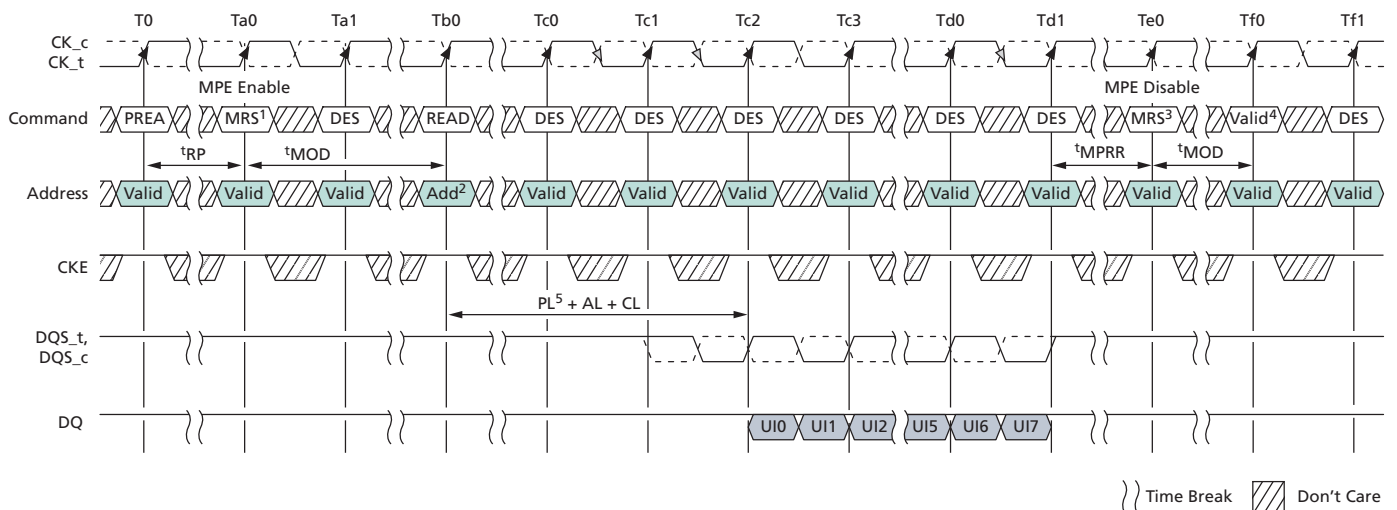 T0 Ta0 Ta1 Tb0 Tc0 Tc1 Tc2 Tc3 Td0 Td1 Te0 Tf0 Tf1
CK_c
CK_t
MPE Enable MPE Disable
Command PREA MRS¹ DES READ DES DES DES DES DES DES MRS³ Valid⁴ DES
tRP tMOD tMPRR tMOD
Address Valid Valid Valid Add² Valid Valid Valid Valid Valid Valid Valid Valid Valid
CKE
PL⁵ + AL + CL
DQS_t,
DQS_c
DQ UI0 UI1 UI2 UI5 UI6 UI7
Time Break Don't Care